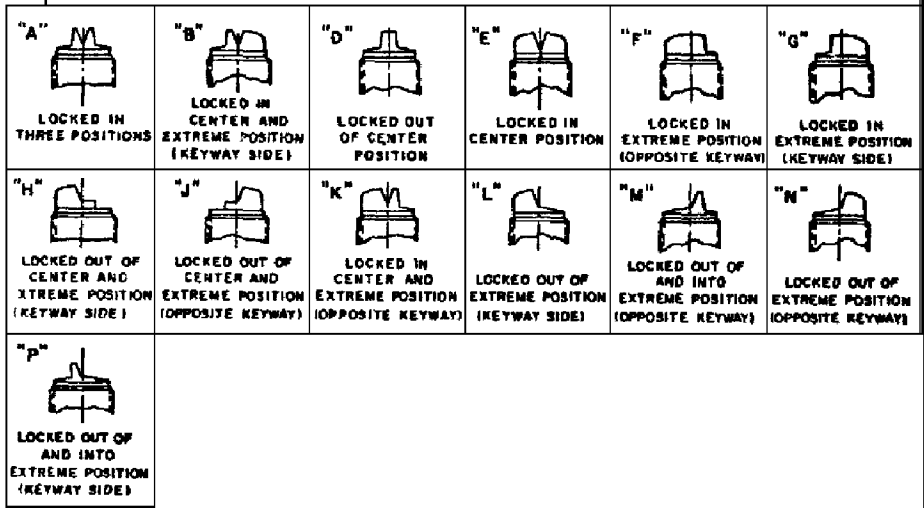 "A"
LOCKED IN
THREE POSITIONS
"B"
LOCKED IN
CENTER AND
EXTREME POSITION
(KEYWAY SIDE)
"D"
LOCKED OUT
OF CENTER
POSITION
"E"
LOCKED IN
CENTER POSITION
"F"
LOCKED IN
EXTREME POSITION
(OPPOSITE KEYWAY)
"G"
LOCKED IN
EXTREME POSITION
(KEYWAY SIDE)
"H"
LOCKED OUT OF
CENTER AND
XTREME POSITION
(KEYWAY SIDE)
"J"
LOCKED OUT OF
CENTER AND
EXTREME POSITION
(OPPOSITE KEYWAY)
"K"
LOCKED IN
CENTER AND
EXTREME POSITION
(OPPOSITE KEYWAY)
"L"
LOCKED OUT OF
EXTREME POSITION
(KEYWAY SIDE)
"M"
LOCKED OUT OF
AND INTO
EXTREME POSITION
(OPPOSITE KEYWAY)
"N"
LOCKED OUT OF
EXTREME POSITION
(OPPOSITE KEYWAY)
"P"
LOCKED OUT OF
AND INTO
EXTREME POSITION
(KEYWAY SIDE)